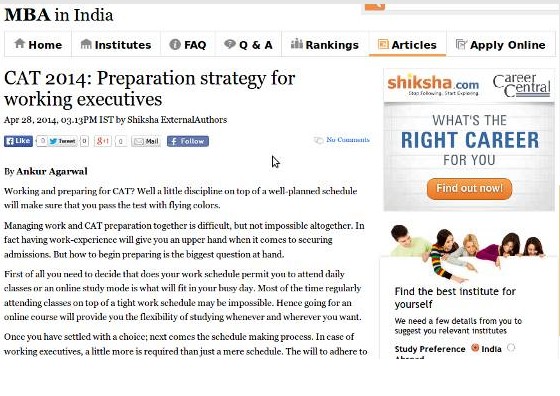 MBA in India
Home Institutes FAQ Q & A Rankings Articles Apply Online
CAT 2014: Preparation strategy for
working executives
Apr 28, 2014, 03.13PM IST by Shiksha ExternalAuthors
Like 0 Tweet 0 +1 0 Mail Follow
No Comments
By Ankur Agarwal
Working and preparing for CAT? Well a little discipline on top of a well-planned schedule
will make sure that you pass the test with flying colors.
Managing work and CAT preparation together is difficult, but not impossible altogether. In
fact having work-experience will give you an upper hand when it comes to securing
admissions. But how to begin preparing is the biggest question at hand.
First of all you need to decide that does your work schedule permit you to attend daily
classes or an online study mode is what will fit in your busy day. Most of the time regularly
attending classes on top of a tight work schedule may be impossible. Hence going for an
online course will provide you the flexibility of studying whenever and wherever you want.
Once you have settled with a choice; next comes the schedule making process. In case of
working executives, a little more is required than just a mere schedule. The will to adhere to
shiksha.com
Stop Following. Start Exploring.
Career
Central
WHAT'S THE
RIGHT CAREER
FOR YOU
Find out now!
Find the best institute for
yourself
We need a few details from you to
suggest you relevant institutes
Study Preference India
Abroad